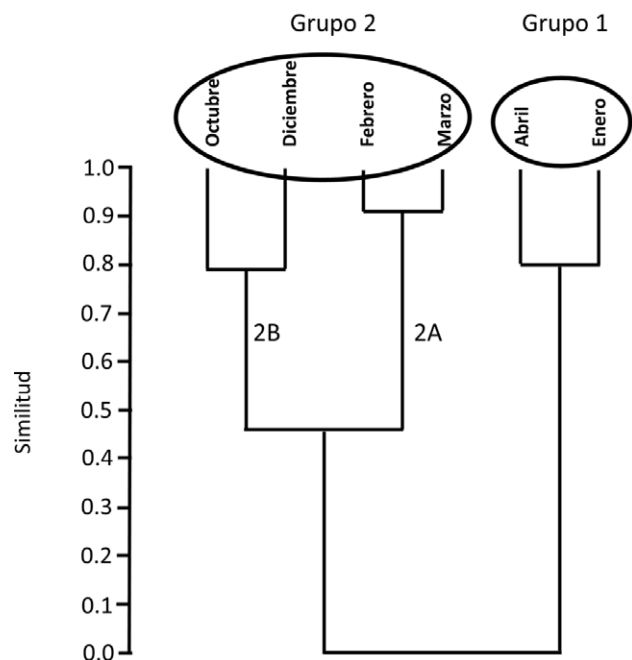 Grupo 2
Grupo 1
Octubre
Diciembre
Febrero
Marzo
Abril
Enero
1.0
0.9
0.8
0.7
0.6
0.5
0.4
0.3
0.2
0.1
0.0
Similitud
2B
2A